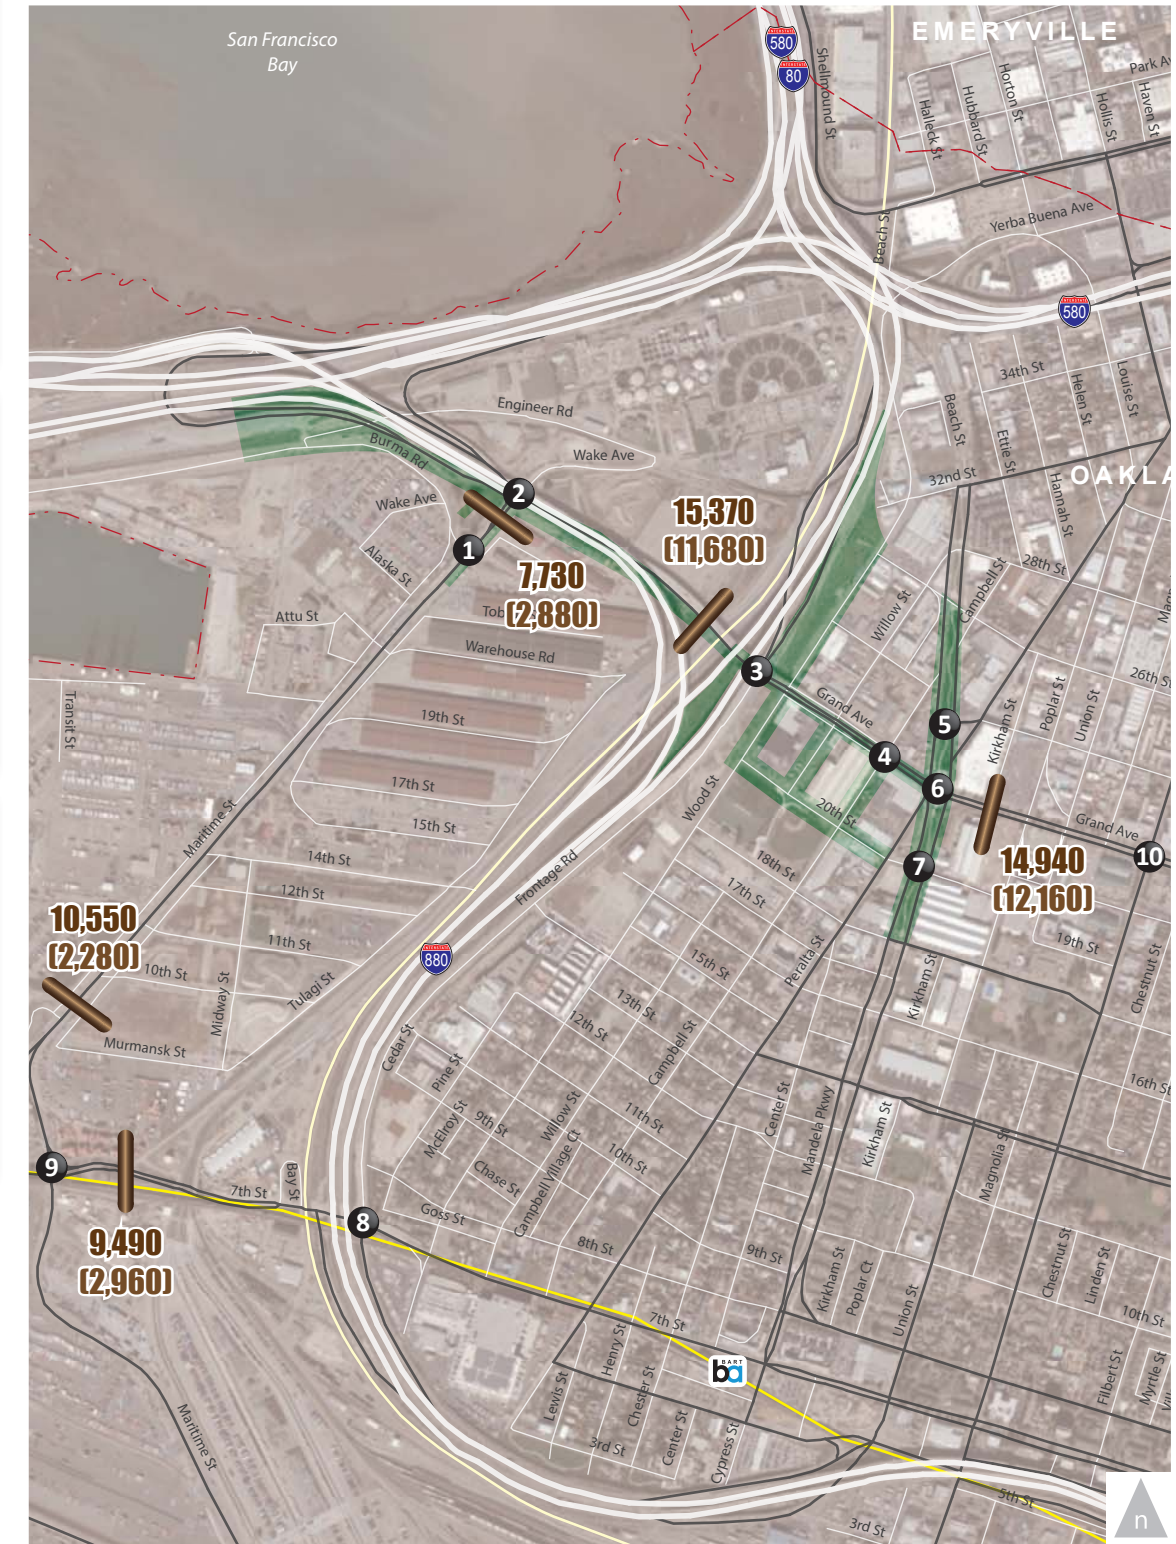 San Francisco
Bay
580
80
EMERYVILLE
Park Av
Shellmound St
Halleck St
Hubbard St
Horton St
Hollis St
Haven St
Yerba Buena Ave
Beach St
580
34th St
Helen St
Louise St
Beach St
Ettie St
Hannah St
32nd St
OAKLA
Engineer Rd
Wake Ave
Burma Rd
Wake Ave
2
1
Alaska St
15,370
(11,680)
7,730
(2,880)
Warehouse Rd
Attu St
28th St
Campbell St
Willow St
26th St
Poplar St
Union St
Kirkham St
3
Grand Ave
5
4
6
Transit St
19th St
17th St
15th St
Maritime St
Wood St
20th St
Grand Ave
10
7
14,940
(12,160)
14th St
12th St
11th St
Frontage Rd
18th St
17th St
10,550
(2,280)
10th St
Midway St
Tulagi St
Murmansk St
880
15th St
13th St
12th St
Peralta St
Kirkham St
19th St
Chestnut St
Cedar St
Pine St
Campbell St
16th St
McElroy St
9th St
Willow St
11th St
10th St
Center St
Mandela Pkwy
Kirkham St
Magnolia St
9
Bay St
7th St
8
Chase St
Campbell Village Ct
Goss St
8th St
9th St
9,490
(2,960)
Kirkham St
Poplar Ct
Union St
Chestnut St
Linden St
10th St
7th St
BART
ba
Henry St
Lewis St
Chester St
Center St
Cypress St
3rd St
Filbert St
Myrtle St
Maritime St
5th St
3rd St
n